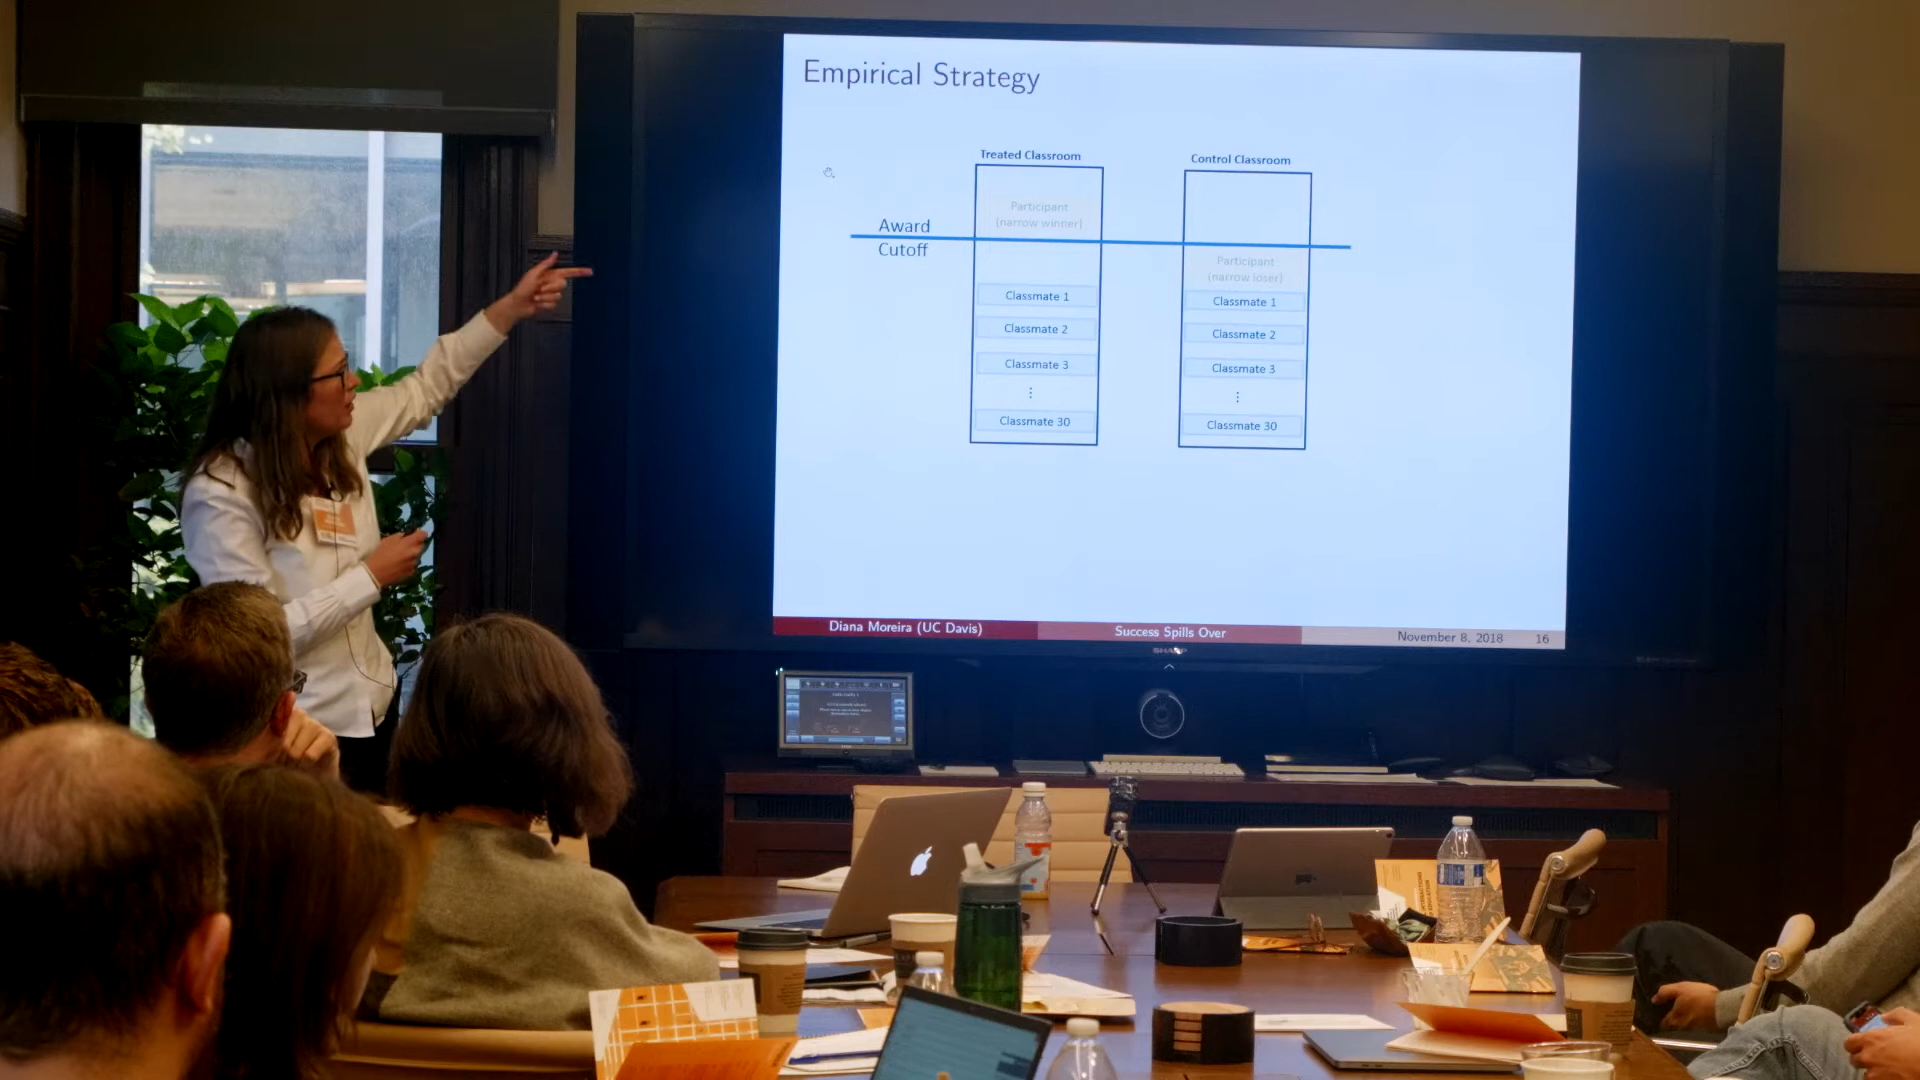 Empirical Strategy
Treated Classroom
Control Classroom
Participant
(narrow winner)
Award
Cutoff
Participant
(narrow loser)
Classmate 1
Classmate 1
Classmate 2
Classmate 2
Classmate 3
Classmate 3
⋮
⋮
Classmate 30
Classmate 30
Diana Moreira (UC Davis)
Success Spills Over
November 8, 2018
16
SHARP